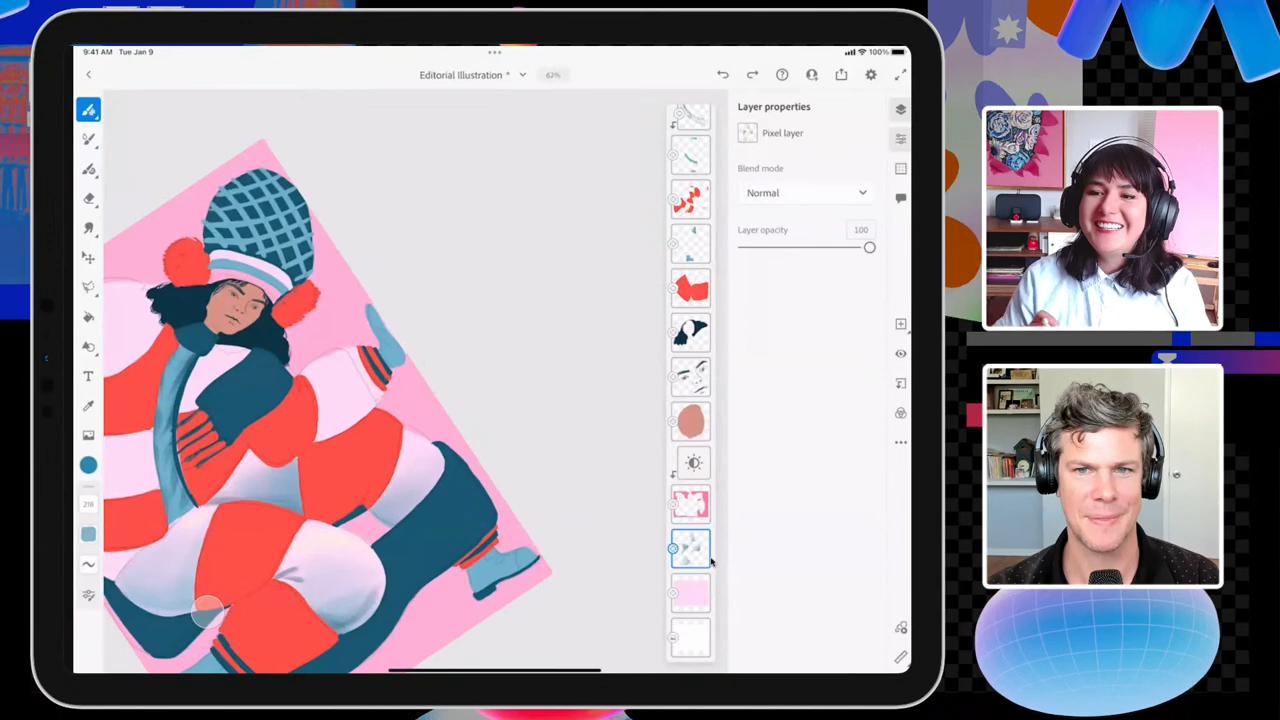 9:41 AM Tue Jan 9
100%
Editorial Illustration *
62%
Layer properties
Pixel layer
Blend mode
Normal
Layer opacity
100
T
218